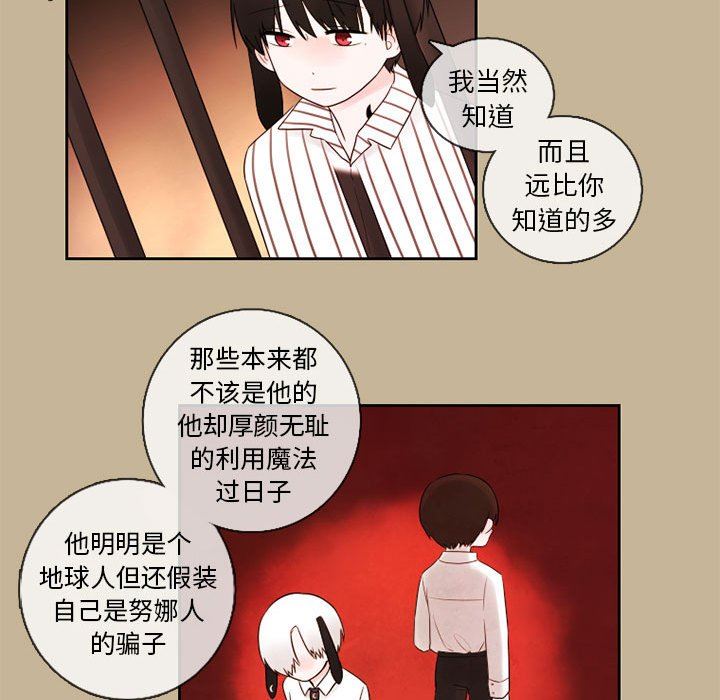 我当然
知道
而且
远比你
知道的多
那些本来都
不该是他的
他却厚颜无耻
的利用魔法
过日子
他明明是个
地球人但还假装
自己是努娜人
的骗子